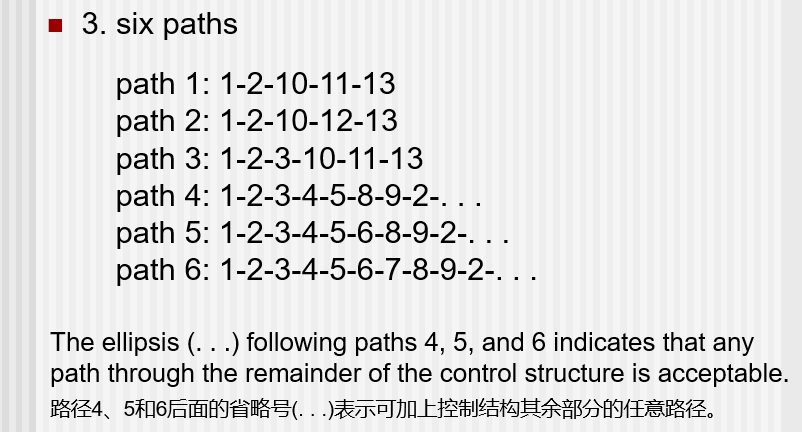 3. six paths
path 1: 1-2-10-11-13
path 2: 1-2-10-12-13
path 3: 1-2-3-10-11-13
path 4: 1-2-3-4-5-8-9-2-. . .
path 5: 1-2-3-4-5-6-8-9-2-. . .
path 6: 1-2-3-4-5-6-7-8-9-2-. . .
The ellipsis (. . .) following paths 4, 5, and 6 indicates that any
path through the remainder of the control structure is acceptable.
路径4、5和6后面的省略号(. . .)表示可加上控制结构其余部分的任意路径。